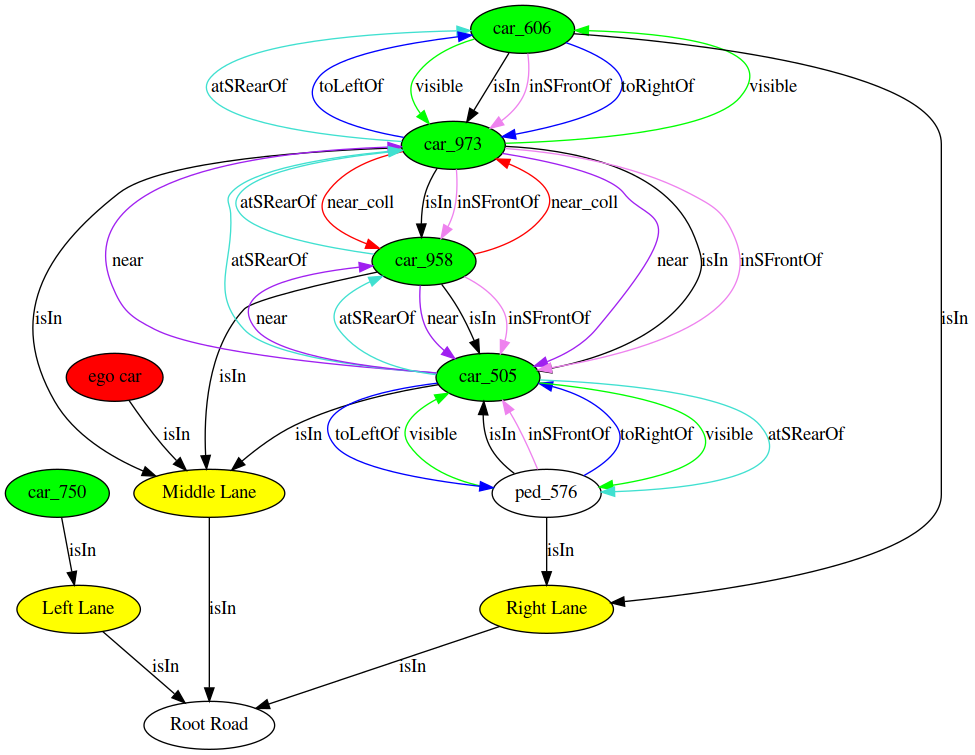 car_606
atSRearOf toLeftOf visible isIn inSFrontOf toRightOf visible
car_973
atSRearOf near_coll isIn inSFrontOf near_coll
car_958
near atSRearOf near isIn inSFrontOf
isIn near atSRearOf near isIn inSFrontOf isIn
ego car isIn car_505
isIn isIn toLeftOf visible isIn inSFrontOf toRightOf visible atSRearOf
car_750 Middle Lane ped_576
isIn isIn
Left Lane isIn Right Lane
isIn isIn
Root Road